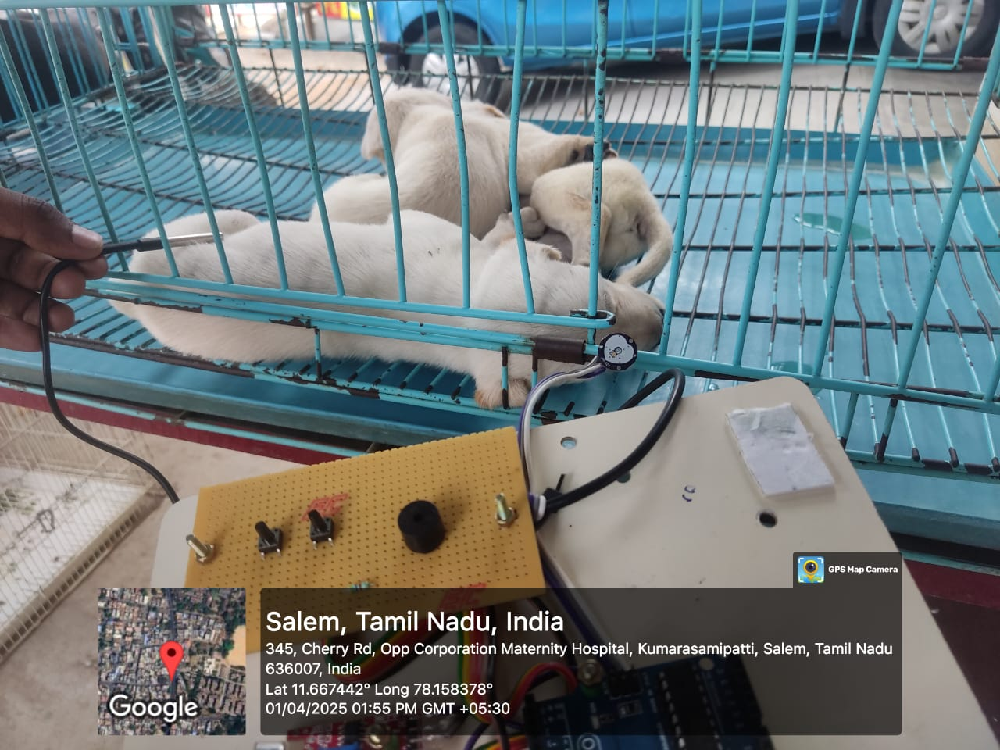 GPS Map Camera
Salem, Tamil Nadu, India
345, Cherry Rd, Opp Corporation Maternity Hospital, Kumarasamipatti, Salem, Tamil Nadu
636007, India
Lat 11.667442° Long 78.158378°
01/04/2025 01:55 PM GMT +05:30
Google